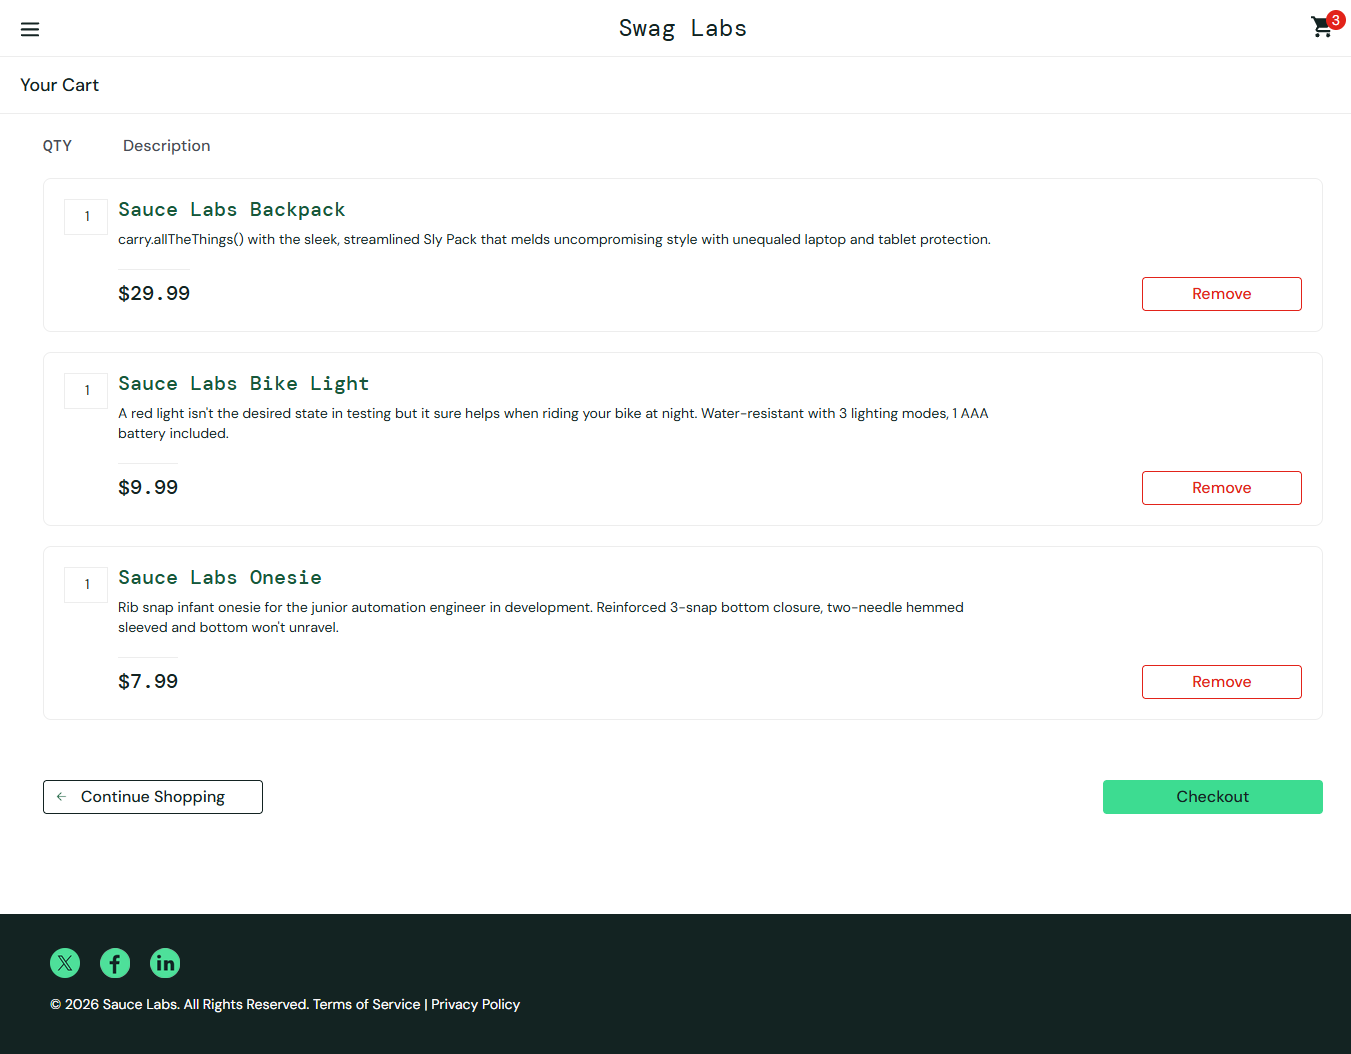 Swag Labs
3
Your Cart
QTY Description
1
Sauce Labs Backpack
carry.allTheThings() with the sleek, streamlined Sly Pack that melds uncompromising style with unequaled laptop and tablet protection.
$29.99
Remove
1
Sauce Labs Bike Light
A red light isn't the desired state in testing but it sure helps when riding your bike at night. Water-resistant with 3 lighting modes, 1 AAA
battery included.
$9.99
Remove
1
Sauce Labs Onesie
Rib snap infant onesie for the junior automation engineer in development. Reinforced 3-snap bottom closure, two-needle hemmed
sleeved and bottom won't unravel.
$7.99
Remove
Continue Shopping
Checkout
© 2026 Sauce Labs. All Rights Reserved. Terms of Service | Privacy Policy